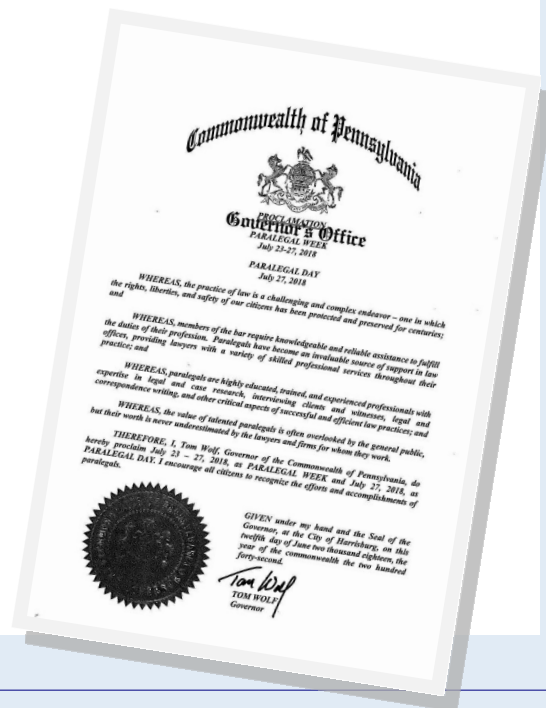 Commonwealth of Pennsylvania
PROCLAMATION
Governor's Office
PARALEGAL WEEK
July 23-27, 2018
PARALEGAL DAY
July 27, 2018
WHEREAS, the practice of law is a challenging and complex endeavor – one in which
the rights, liberties, and safety of our citizens has been protected and preserved for centuries;
and
WHEREAS, members of the bar require knowledgeable and reliable assistance to fulfill
the duties of their profession. Paralegals have become an invaluable source of support in law
offices, providing lawyers with a variety of skilled professional services throughout their
practice; and
WHEREAS, paralegals are highly educated, trained, and experienced professionals with
expertise in legal and case research, interviewing clients and witnesses, legal and
correspondence writing, and other critical aspects of successful and efficient law practices; and
WHEREAS, the value of talented paralegals is often overlooked by the general public,
but their worth is never underestimated by the lawyers and firms for whom they work.
THEREFORE, I, Tom Wolf, Governor of the Commonwealth of Pennsylvania, do
hereby proclaim July 23 – 27, 2018, as PARALEGAL WEEK and July 27, 2018, as
PARALEGAL DAY. I encourage all citizens to recognize the efforts and accomplishments of
paralegals.
GIVEN under my hand and the Seal of the
Governor, at the City of Harrisburg, on this
twelfth day of June two thousand eighteen, the
year of the commonwealth the two hundred
forty-second.
Tom Wolf
TOM WOLF
Governor